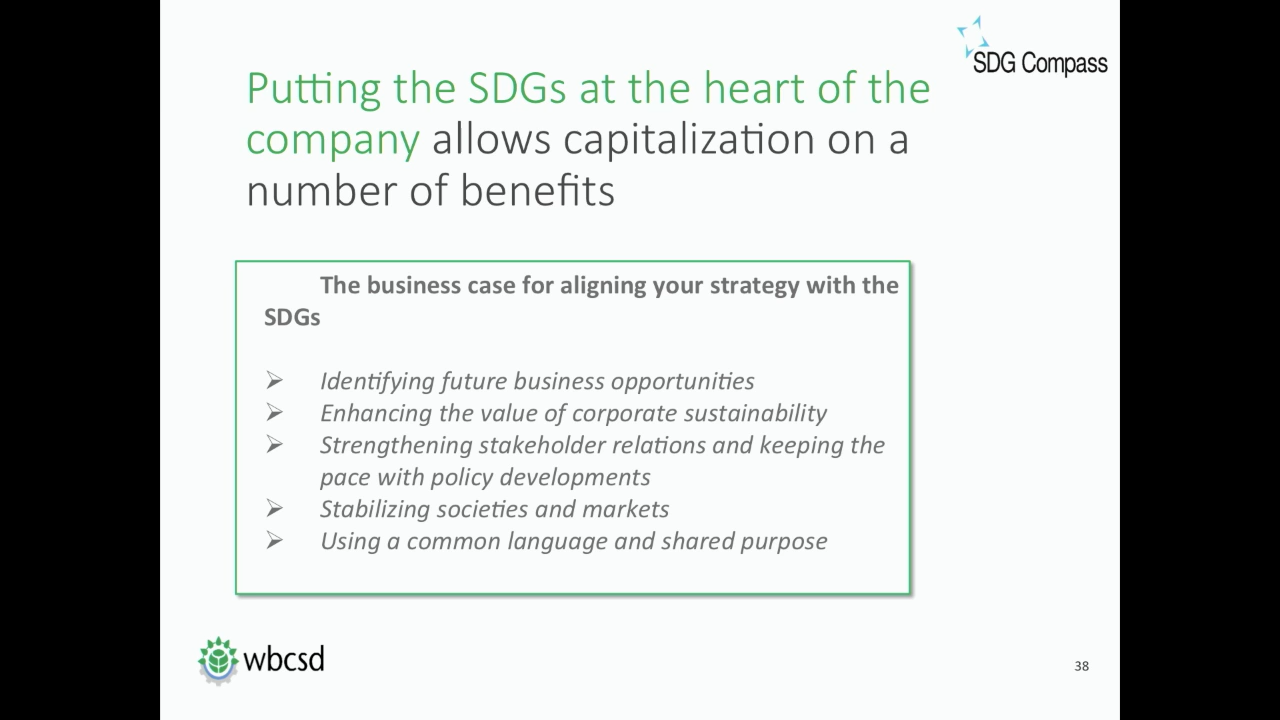 SDG Compass
Putting the SDGs at the heart of the
company allows capitalization on a
number of benefits
The business case for aligning your strategy with the
SDGs
➢ Identifying future business opportunities
➢ Enhancing the value of corporate sustainability
➢ Strengthening stakeholder relations and keeping the
pace with policy developments
➢ Stabilizing societies and markets
➢ Using a common language and shared purpose
wbcsd
38